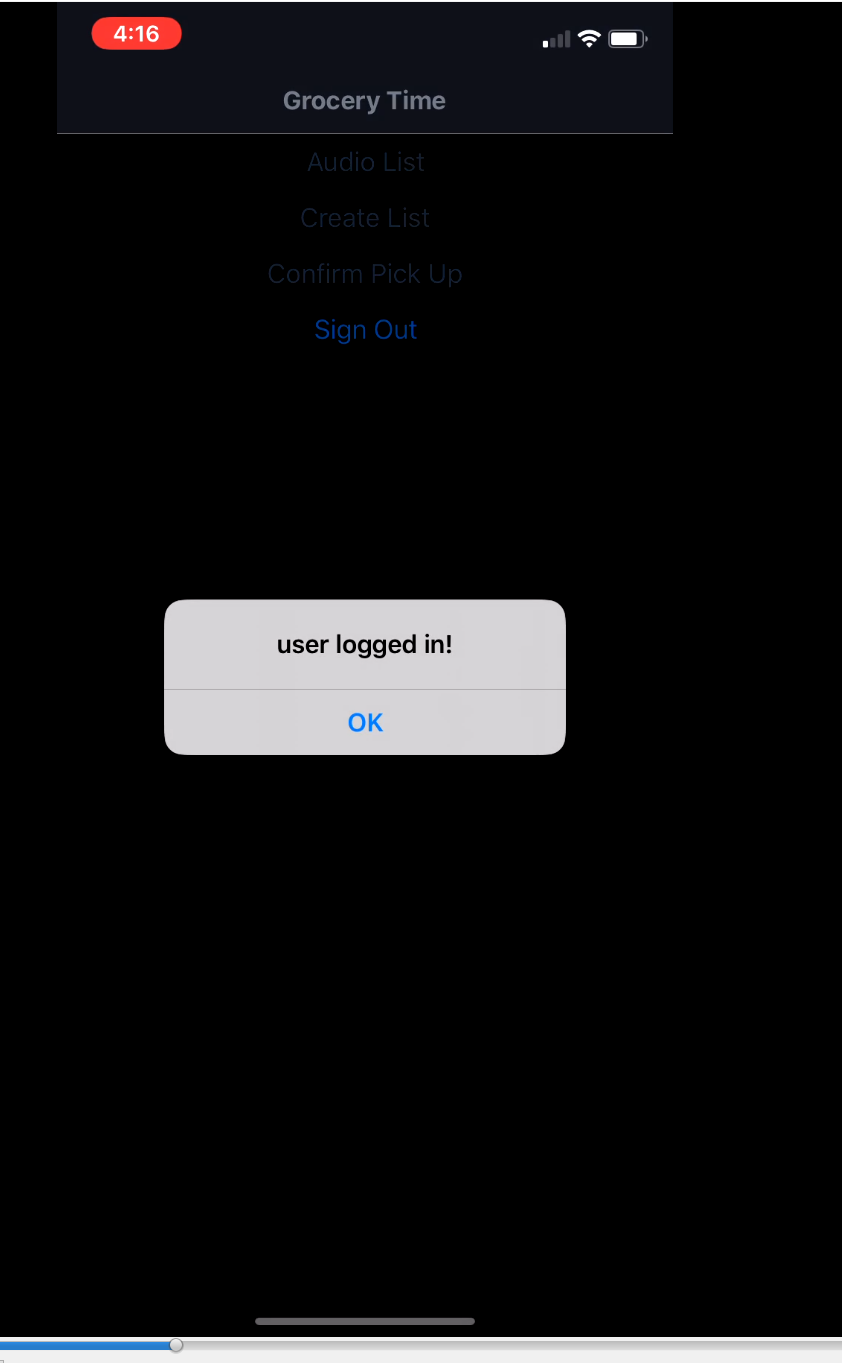 4:16
Grocery Time
Audio List
Create List
Confirm Pick Up
Sign Out
user logged in!
OK